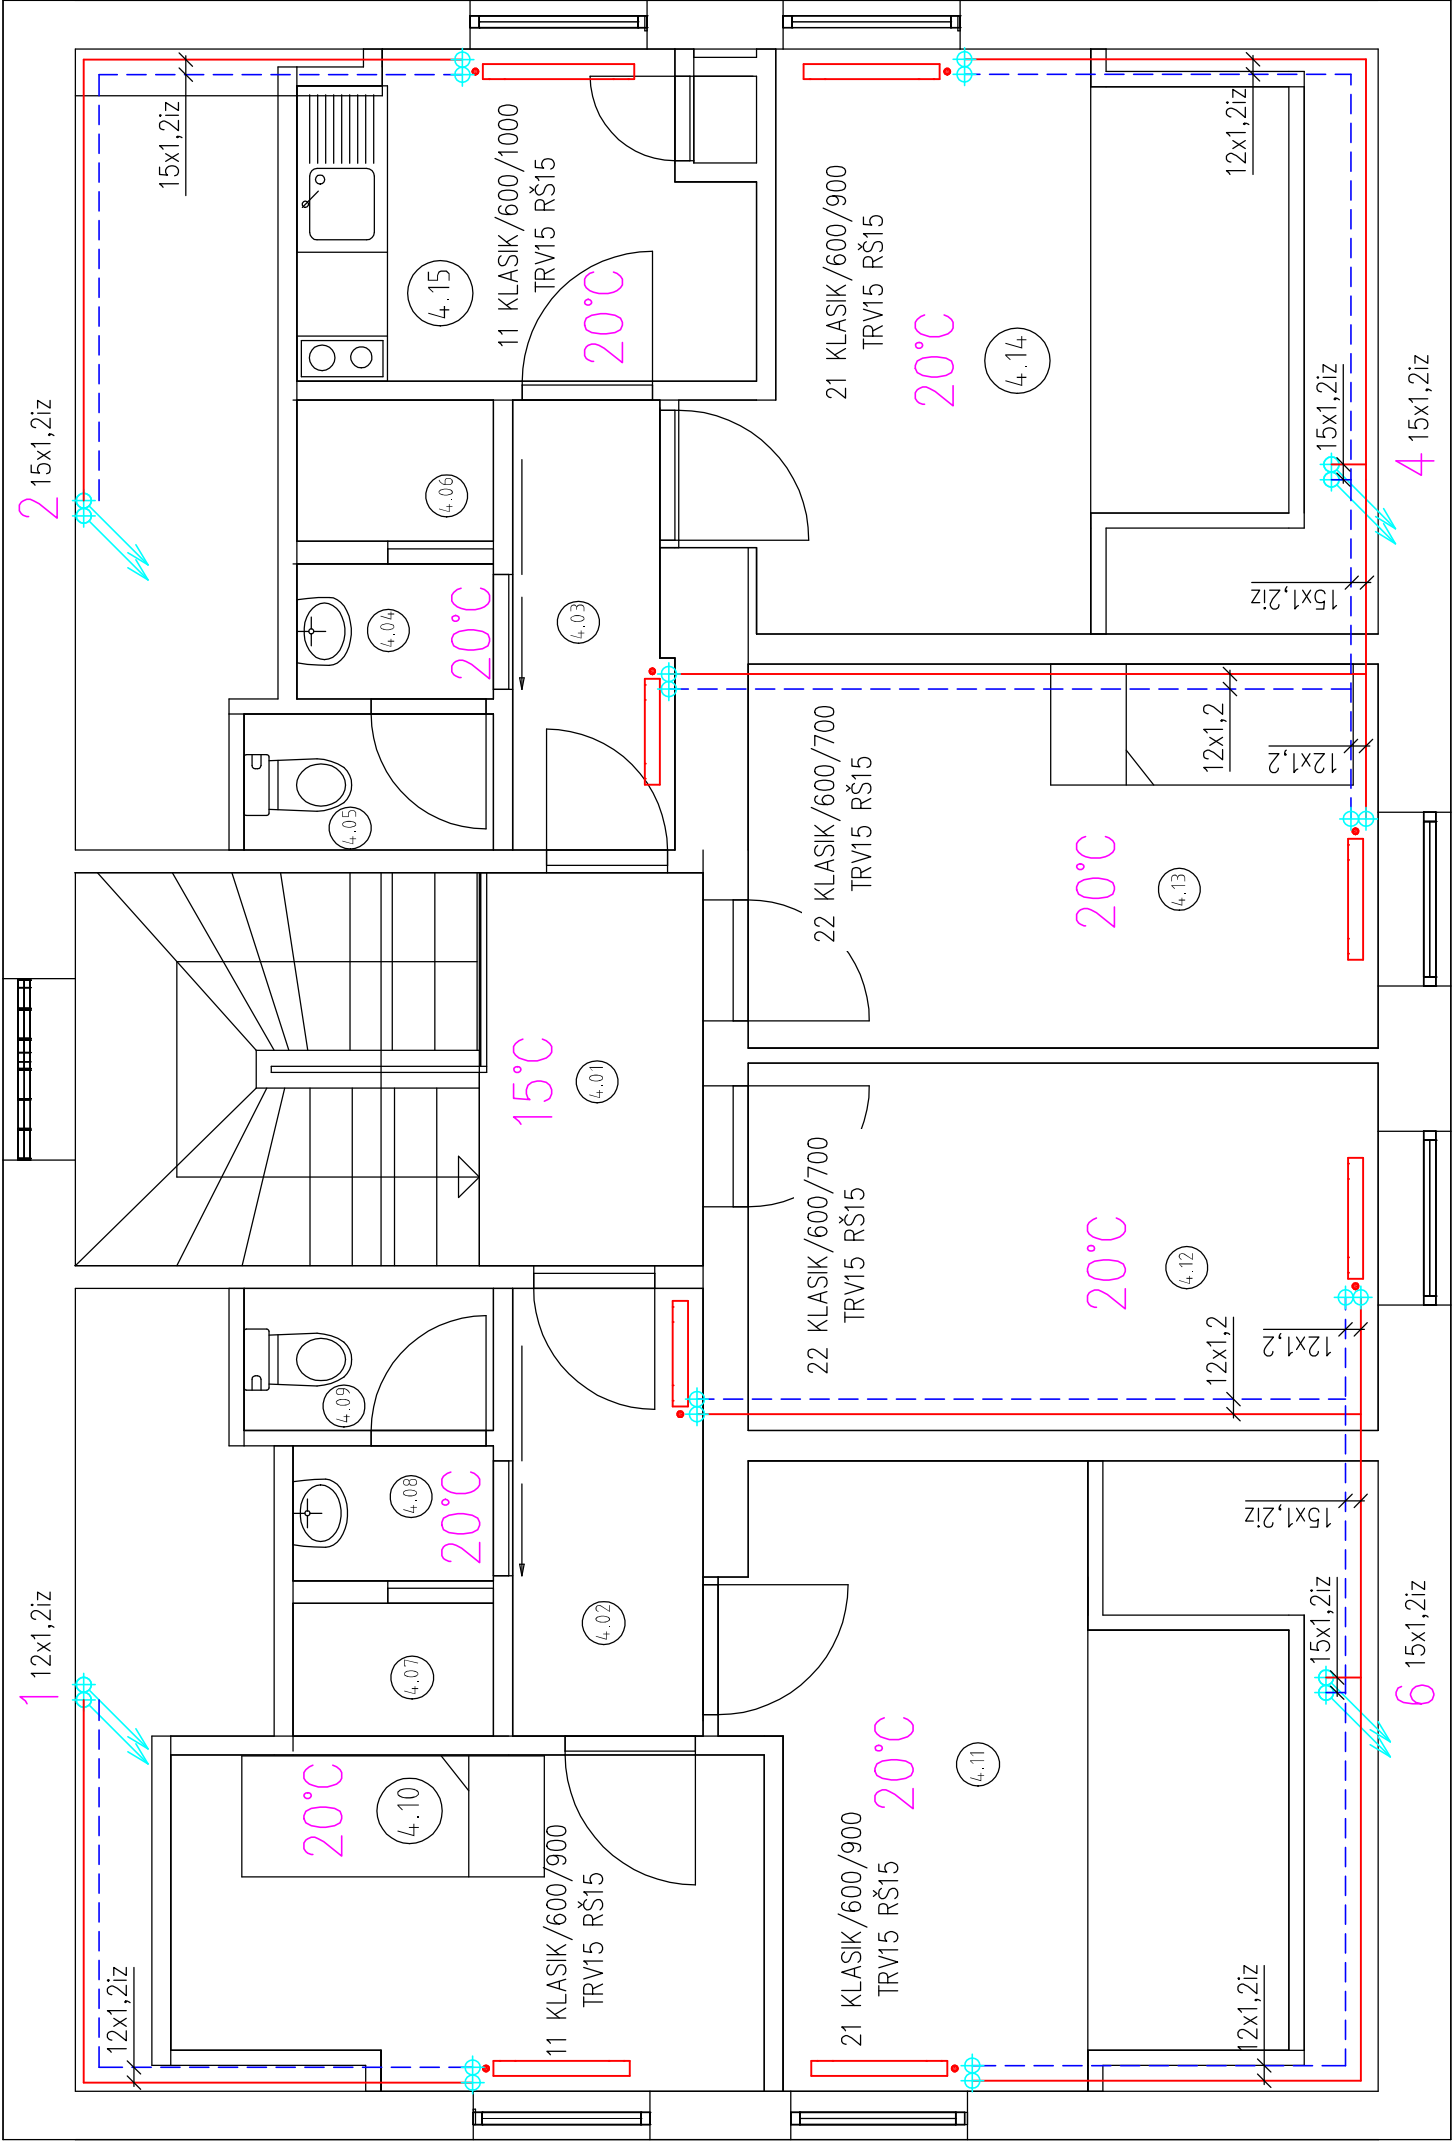 2 15x1,2iz
15x1,2iz
4.15
11 KLASIK/600/1000
TRV15 RŠ15
20°C
21 KLASIK/600/900
TRV15 RŠ15
20°C
4.14
12x1,2iz
15x1,2iz
4 15x1,2iz
15x1,2iz
4.06
4.04
20°C
4.03
4.05
22 KLASIK/600/700
TRV15 RŠ15
12x1,2
12x1,2
20°C
4.13
15°C
4.01
22 KLASIK/600/700
TRV15 RŠ15
20°C
4.12
12x1,2
12x1,2
4.09
4.08
20°C
4.02
4.07
15x1,2iz
15x1,2iz
6 15x1,2iz
1 12x1,2iz
12x1,2iz
20°C
4.10
11 KLASIK/600/900
TRV15 RŠ15
21 KLASIK/600/900
TRV15 RŠ15
20°C
4.11
12x1,2iz